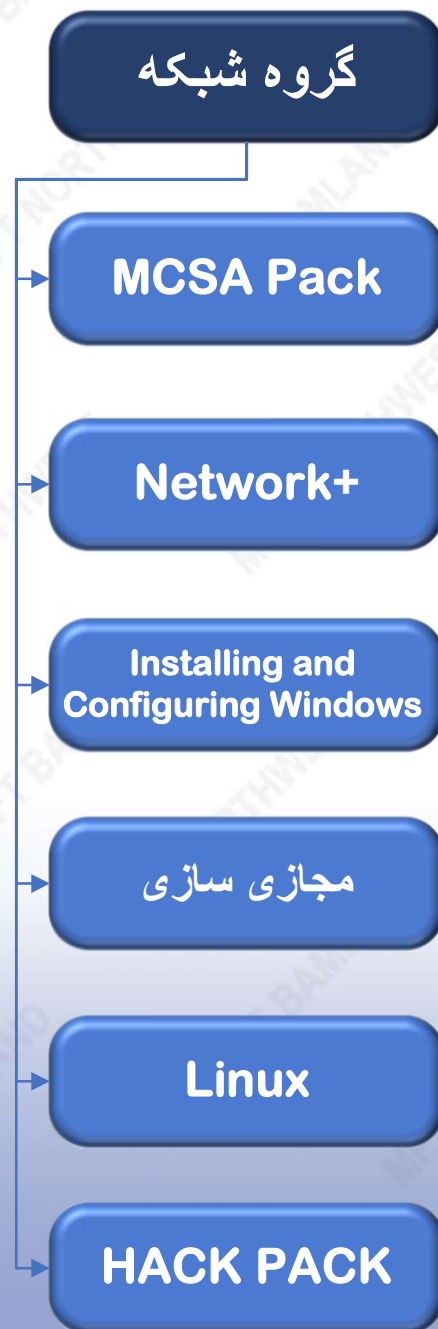 گروه شبکه
MCSA Pack
Network+
Installing and
Configuring Windows
مجازی سازی
Linux
HACK PACK